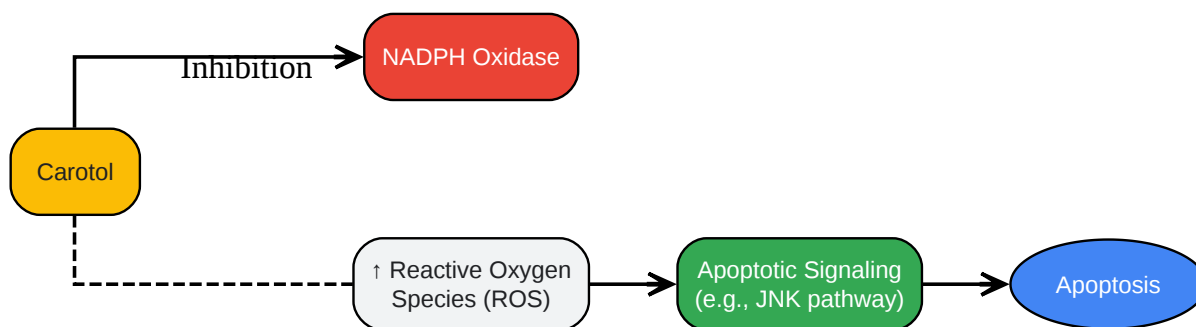 NADPH Oxidase
Inhibition
Carotol
↑ Reactive Oxygen
Species (ROS)
Apoptotic Signaling
(e.g., JNK pathway)
Apoptosis